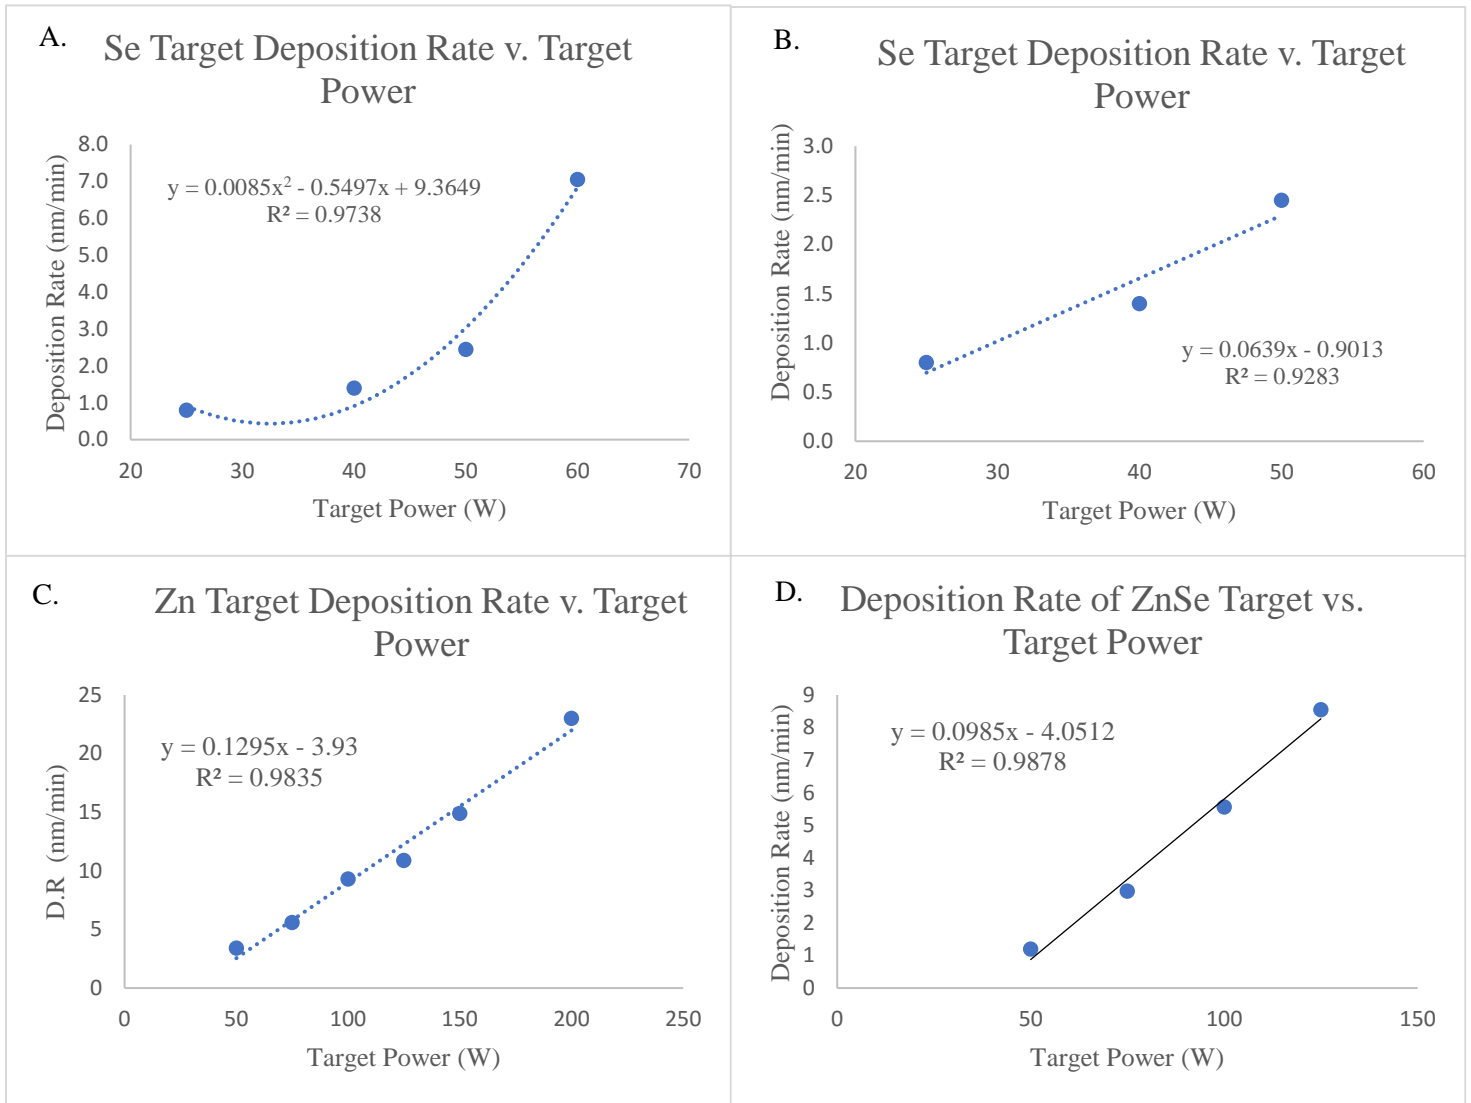 A.
Se Target Deposition Rate v. Target
Power
Deposition Rate (nm/min)
8.0
7.0
6.0
5.0
4.0
3.0
2.0
1.0
0.0
y = 0.0085x² - 0.5497x + 9.3649
R² = 0.9738
20
30
40
50
60
70
Target Power (W)
B.
Se Target Deposition Rate v. Target
Power
Deposition Rate (nm/min)
3.0
2.5
2.0
1.5
1.0
0.5
0.0
y = 0.0639x - 0.9013
R² = 0.9283
20
30
40
50
60
Target Power (W)
C.
Zn Target Deposition Rate v. Target
Power
D.R (nm/min)
25
20
15
10
5
0
y = 0.1295x - 3.93
R² = 0.9835
0
50
100
150
200
250
Target Power (W)
D.
Deposition Rate of ZnSe Target vs.
Target Power
Deposition Rate (nm/min)
9
8
7
6
5
4
3
2
1
0
y = 0.0985x - 4.0512
R² = 0.9878
0
50
100
150
Target Power (W)